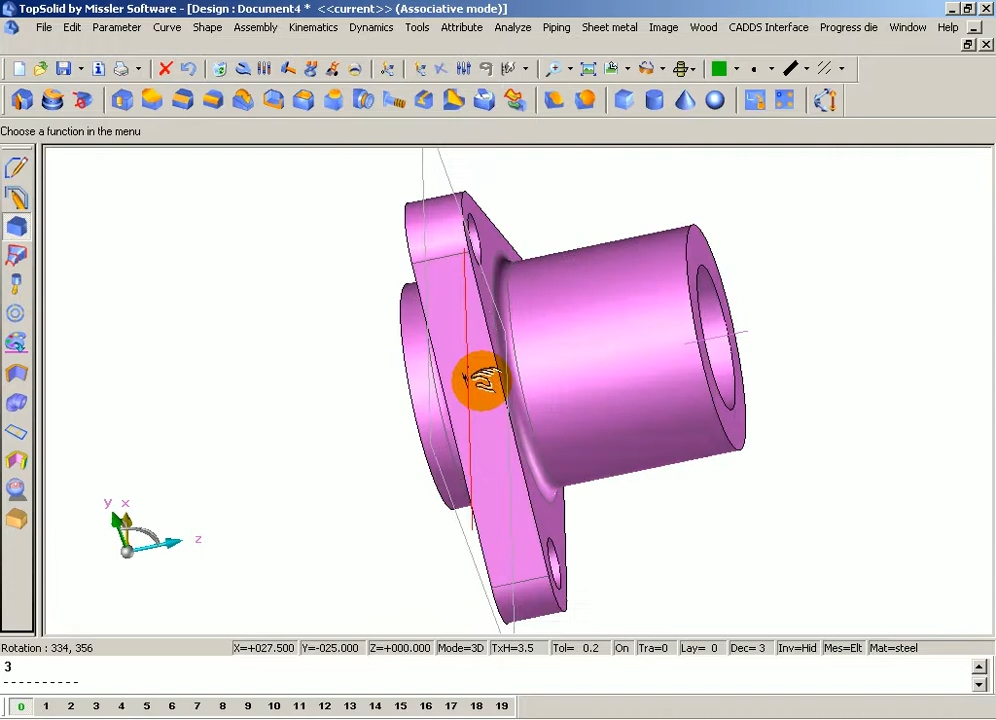 TopSolid by Missler Software - [Design : Document4 *   <<current>> (Associative mode)]
File Edit Parameter Curve Shape Assembly Kinematics Dynamics Tools Attribute Analyze Piping Sheet metal Image Wood CADDS Interface Progress die Window Help
Choose a function in the menu
y x
z
Rotation : 334, 356 X=+027.500 Y=-025.000 Z=+000.000 Mode=3D TxH=3.5 Tol= 0.2 On Tra=0 Lay= 0 Dec= 3 Inv=Hid Mes=Elt Mat=steel
3
----------
0 1 2 3 4 5 6 7 8 9 10 11 12 13 14 15 16 17 18 19